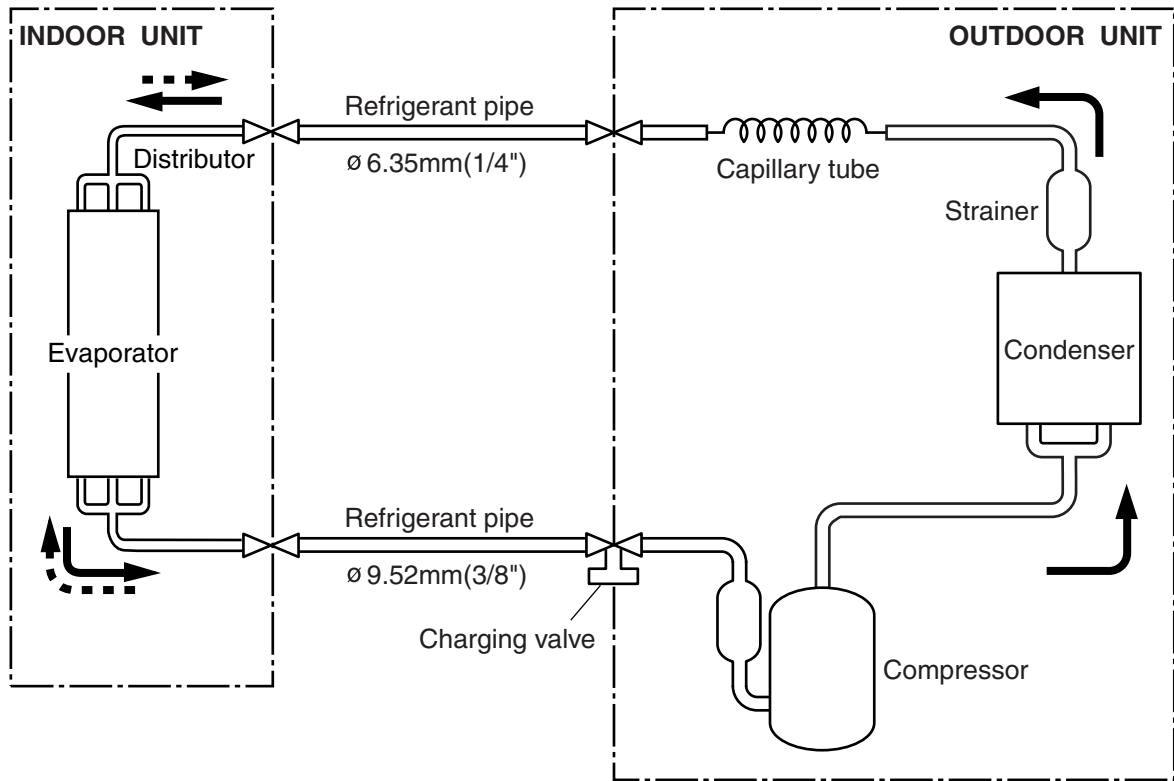 INDOOR UNIT
OUTDOOR UNIT
Refrigerant pipe
ø 6.35mm(1/4")
Distributor
Capillary tube
Strainer
Evaporator
Condenser
Refrigerant pipe
ø 9.52mm(3/8")
Charging valve
Compressor